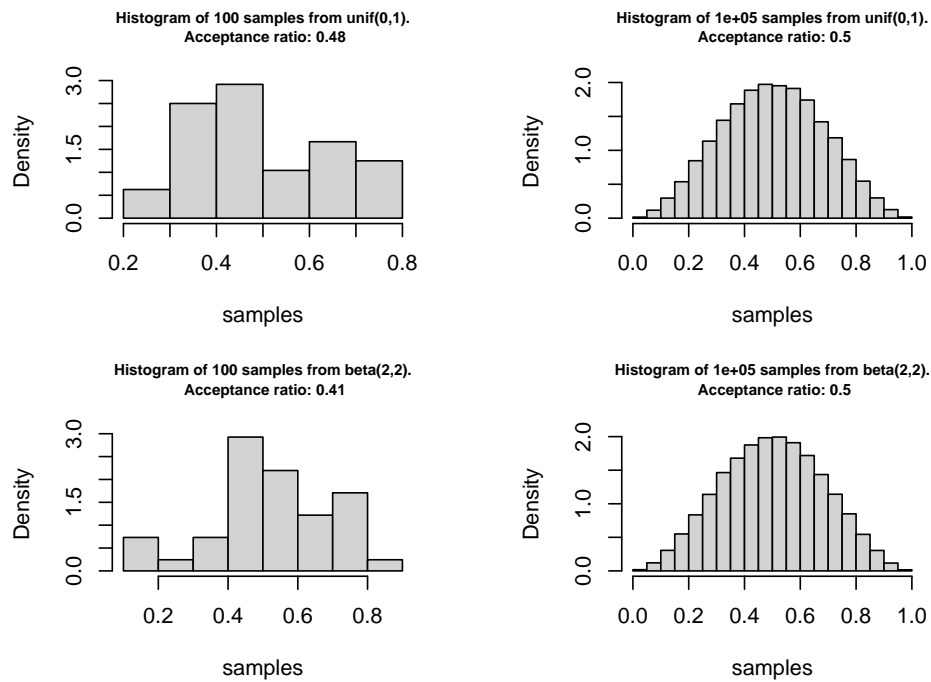 Histogram of 100 samples from unif(0,1).
Acceptance ratio: 0.48
Density
0.0 1.5 3.0
0.2 0.4 0.6 0.8
samples
Histogram of 1e+05 samples from unif(0,1).
Acceptance ratio: 0.5
Density
0.0 1.0 2.0
0.0 0.2 0.4 0.6 0.8 1.0
samples
Histogram of 100 samples from beta(2,2).
Acceptance ratio: 0.41
Density
0.0 1.5 3.0
0.2 0.4 0.6 0.8
samples
Histogram of 1e+05 samples from beta(2,2).
Acceptance ratio: 0.5
Density
0.0 1.0 2.0
0.0 0.2 0.4 0.6 0.8 1.0
samples